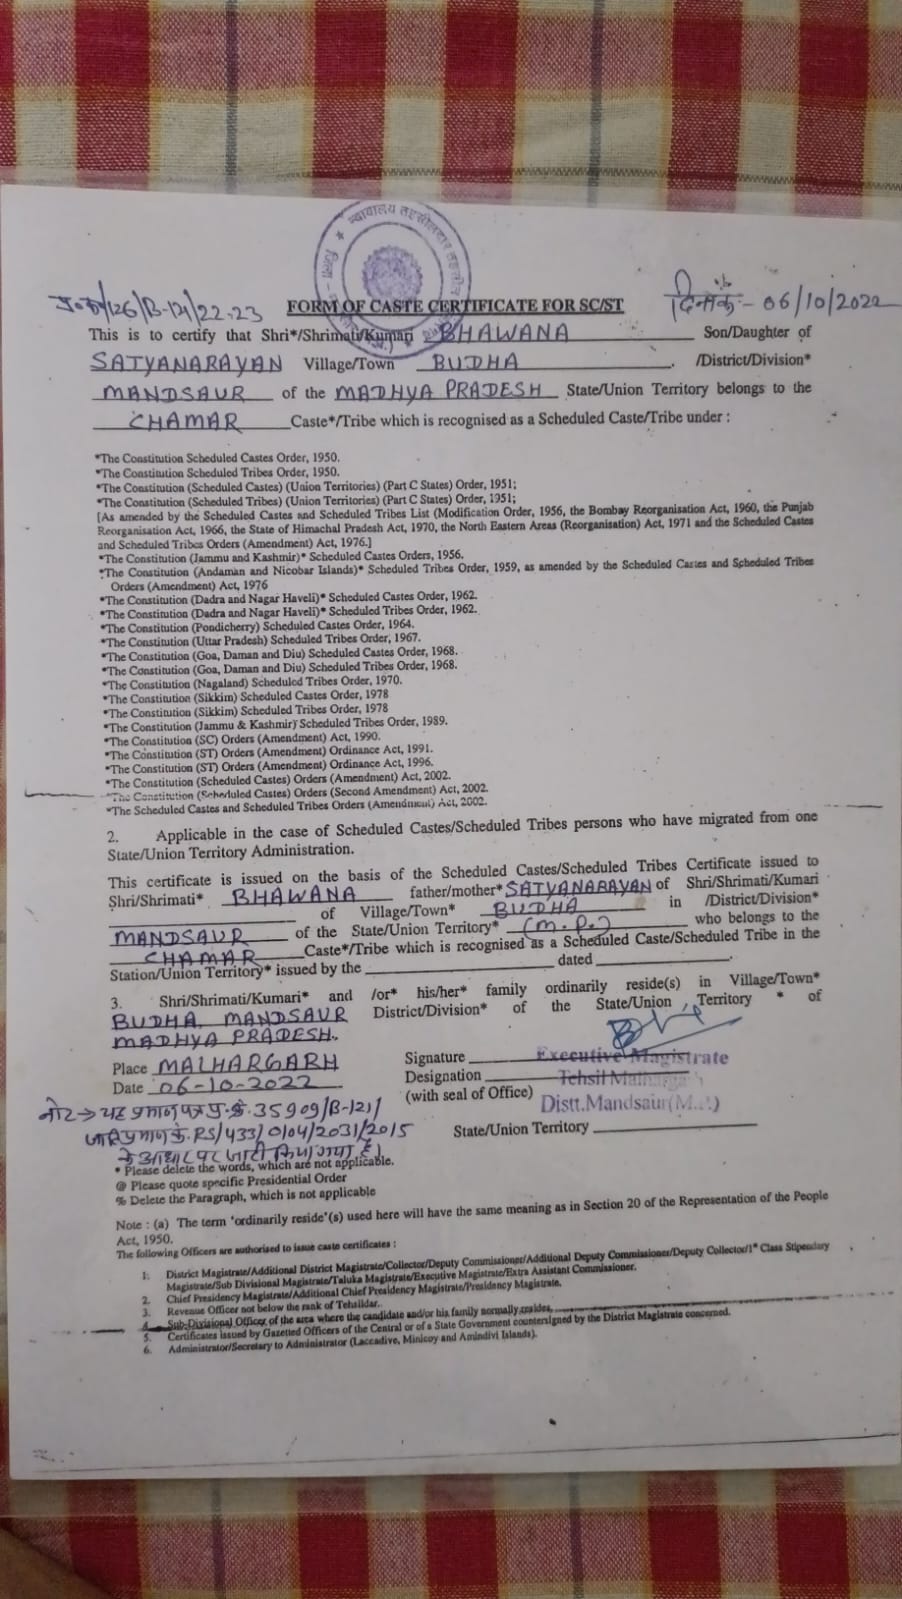 न्यायालय तहसीलदार तहसील
/126/B-121/22-23
FORM OF CASTE CERTIFICATE FOR SC/ST
दिनांक:- 06/10/2022
This is to certify that Shri*/Shrimati/Kumari BHAWANA Son/Daughter of
SATYANARAYAN Village/Town BUDHA /District/Division*
MANDSAUR of the MADHYA PRADESH State/Union Territory belongs to the
CHAMAR Caste*/Tribe which is recognised as a Scheduled Caste/Tribe under :
*The Constitution Scheduled Castes Order, 1950.
*The Constitution Scheduled Tribes Order, 1950.
*The Constitution (Scheduled Castes) (Union Territories) (Part C States) Order, 1951;
*The Constitution (Scheduled Tribes) (Union Territories) (Part C States) Order, 1951;
[As amended by the Scheduled Castes and Scheduled Tribes List (Modification Order, 1956, the Bombay Reorganisation Act, 1960, the Punjab
Reorganisation Act, 1966, the State of Himachal Pradesh Act, 1970, the North Eastern Areas (Reorganisation) Act, 1971 and the Scheduled Castes
and Scheduled Tribes Orders (Amendment) Act, 1976.]
*The Constitution (Jammu and Kashmir)* Scheduled Castes Orders, 1956.
*The Constitution (Andaman and Nicobar Islands)* Scheduled Tribes Order, 1959, as amended by the Scheduled Castes and Scheduled Tribes
Orders (Amendment) Act, 1976
*The Constitution (Dadra and Nagar Haveli)* Scheduled Castes Order, 1962.
*The Constitution (Dadra and Nagar Haveli)* Scheduled Tribes Order, 1962.
*The Constitution (Pondicherry) Scheduled Castes Order, 1964.
*The Constitution (Uttar Pradesh) Scheduled Tribes Order, 1967.
*The Constitution (Goa, Daman and Diu) Scheduled Castes Order, 1968.
*The Constitution (Goa, Daman and Diu) Scheduled Tribes Order, 1968.
*The Constitution (Nagaland) Scheduled Tribes Order, 1970.
*The Constitution (Sikkim) Scheduled Castes Order, 1978
*The Constitution (Sikkim) Scheduled Tribes Order, 1978
*The Constitution (Jammu & Kashmir) Scheduled Tribes Order, 1989.
*The Constitution (SC) Orders (Amendment) Act, 1990.
*The Constitution (ST) Orders (Amendment) Ordinance Act, 1991.
*The Constitution (ST) Orders (Amendment) Ordinance Act, 1996.
*The Constitution (Scheduled Castes) Orders (Amendment) Act, 2002.
*The Constitution (Scheduled Castes) Orders (Second Amendment) Act, 2002.
*The Scheduled Castes and Scheduled Tribes Orders (Amendment) Act, 2002.
2. Applicable in the case of Scheduled Castes/Scheduled Tribes persons who have migrated from one
State/Union Territory Administration.
This certificate is issued on the basis of the Scheduled Castes/Scheduled Tribes Certificate issued to
Shri/Shrimati* BHAWANA father/mother* SATYANARAYAN of Shri/Shrimati/Kumari
of Village/Town* BUDHA in /District/Division*
MANDSAUR of the State/Union Territory* (M.P.) who belongs to the
CHAMAR Caste*/Tribe which is recognised as a Scheduled Caste/Scheduled Tribe in the
Station/Union Territory* issued by the dated
3. Shri/Shrimati/Kumari* and /or* his/her* family ordinarily reside(s) in Village/Town*
BUDHA, MANDSAUR District/Division* of the State/Union Territory * of
MADHYA PRADESH.
Place MALHARGARH
Date 06-10-2022
Signature
Executive Magistrate
Designation
Tehsil
(with seal of Office)
Distt.Mandsaur(M.P.)
State/Union Territory
नोट→ यह प्रमाण पत्र प्र.क्रं. 35909/B-121/
जाति प्रमाण क्रं. RS/433/0104/2031/2015
के आधार पर जारी किया गया है।
* Please delete the words, which are not applicable.
@ Please quote specific Presidential Order
% Delete the Paragraph, which is not applicable
Note : (a) The term 'ordinarily reside'(s) used here will have the same meaning as in Section 20 of the Representation of the People
Act, 1950.
The following Officers are authorised to issue caste certificates :
1. District Magistrate/Additional District Magistrate/Collector/Deputy Commissioner/Additional Deputy Commissioner/Deputy Collector/1st Class Stipendary
Magistrate/Sub Divisional Magistrate/Taluka Magistrate/Executive Magistrate/Extra Assistant Commissioner.
2. Chief Presidency Magistrate/Additional Chief Presidency Magistrate/Presidency Magistrate.
3. Revenue Officer not below the rank of Tehsildar.
4. Sub-Divisional Officer of the area where the candidate and/or his family normally resides.
5. Certificates issued by Gazetted Officers of the Central or of a State Government countersigned by the District Magistrate concerned.
6. Administrator/Secretary to Administrator (Laccadive, Minicoy and Amindivi Islands).